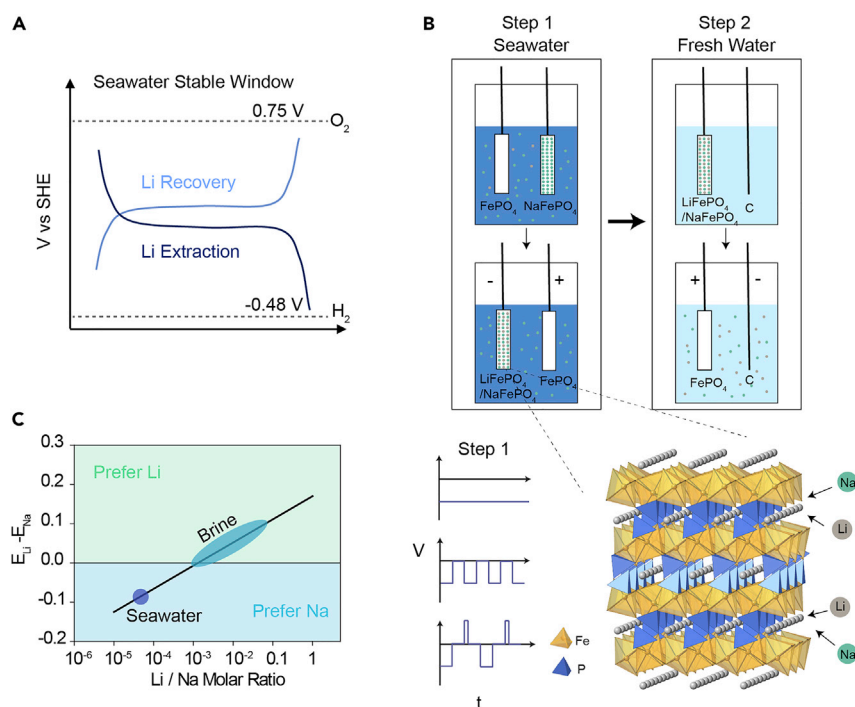 A
Seawater Stable Window
0.75 V
O2
Li Recovery
Li Extraction
-0.48 V
H2
V vs SHE
B
Step 1
Seawater
Step 2
Fresh Water
FePO4
NaFePO4
LiFePO4
/NaFePO4
C
-
+
LiFePO4
/NaFePO4
FePO4
+
-
FePO4
C
C
0.3
0.2
0.1
0.0
-0.1
-0.2
ELi -ENa
Prefer Li
Brine
Seawater
Prefer Na
10-6
10-5
10-4
10-3
10-2
0.1
1
Li / Na Molar Ratio
Step 1
V
t
Fe
P
Na
Li
Li
Na